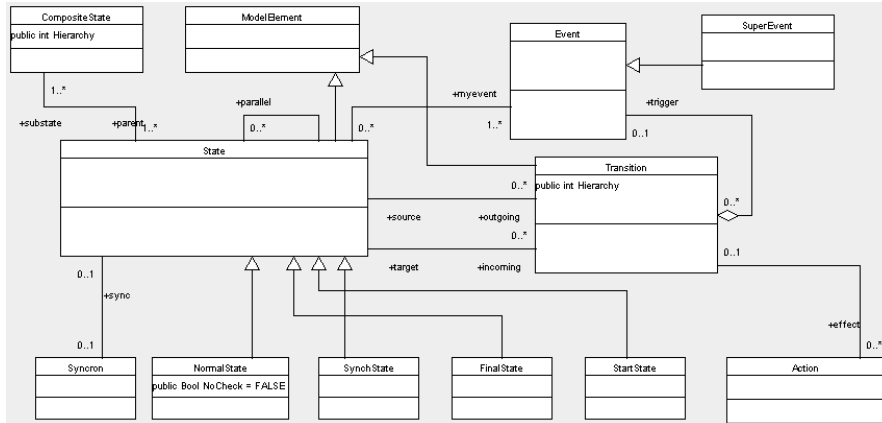 CompositeState
public int Hierarchy
ModelElement
Event
SuperEvent
1..*
+substate
+parent
1..*
+parallel
0..*
0..*
+myevent
1..*
+trigger
0..1
State
Transition
public int Hierarchy
0..*
+source
+outgoing
0..*
0..*
+target
+incoming
0..1
0..1
+sync
0..1
+effect
0..*
Syncron
NormalState
public Bool NoCheck = FALSE
SynchState
FinalState
StartState
Action